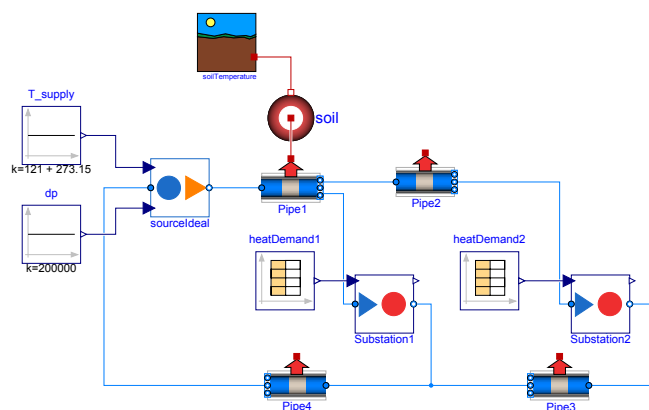 soilTemperature
T_supply
soil
k=121 + 273.15
dp
sourceIdeal
Pipe1
Pipe2
k=200000
heatDemand1
heatDemand2
Substation1
Substation2
Pipe4
Pipe3